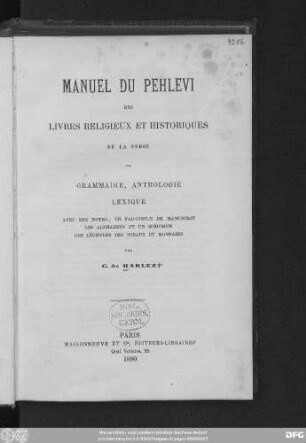 MANUEL DU PEHLEVI
DES
LIVRES RELIGIEUX ET HISTORIQUES
DE LA PERSE
GRAMMAIRE, ANTHOLOGIE
LEXIQUE
AVEC DES NOTES, UN FAC-SIMILE DE MANUSCRIT
LES ALPHABETS ET UN SPECIMEN
DES LÉGENDES DES SCEAUX ET MONNAIES
PAR
C. de HARLEZ
PARIS
MAISONNEUVE ET Cie, ÉDITEURS-LIBRAIRES
Quai Voltaire, 25
1880
DFG